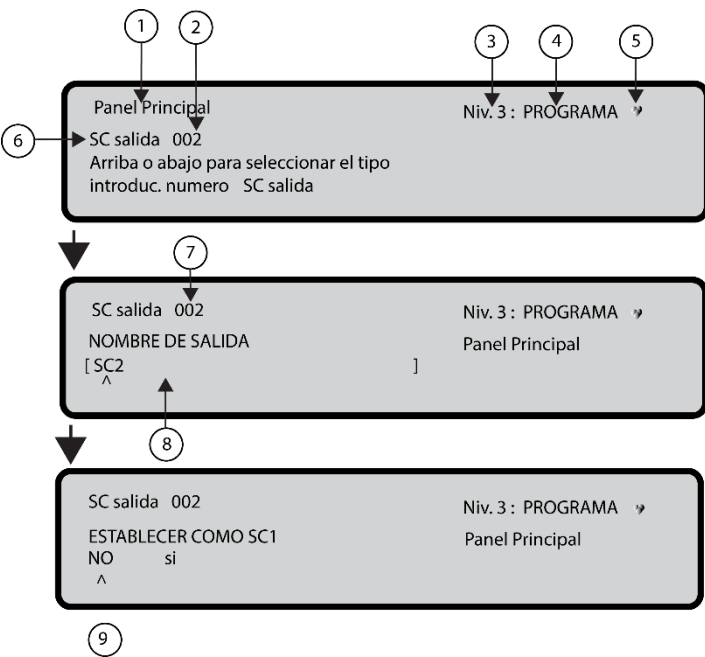 1 2 3 4 5
Panel Principal Niv. 3 : PROGRAMA
6 SC salida 002
Arriba o abajo para seleccionar el tipo
introduc. numero SC salida
7
SC salida 002 Niv. 3 : PROGRAMA
NOMBRE DE SALIDA Panel Principal
[ SC2 ]
^
8
SC salida 002 Niv. 3 : PROGRAMA
ESTABLECER COMO SC1 Panel Principal
NO si
^
9